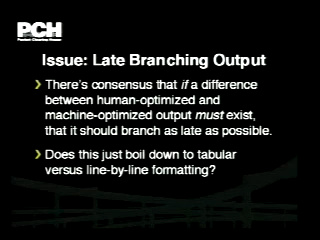 PCH
Packet Clearing House
Issue: Late Branching Output
There's consensus that if a difference
between human-optimized and
machine-optimized output must exist,
that it should branch as late as possible.
Does this just boil down to tabular
versus line-by-line formatting?